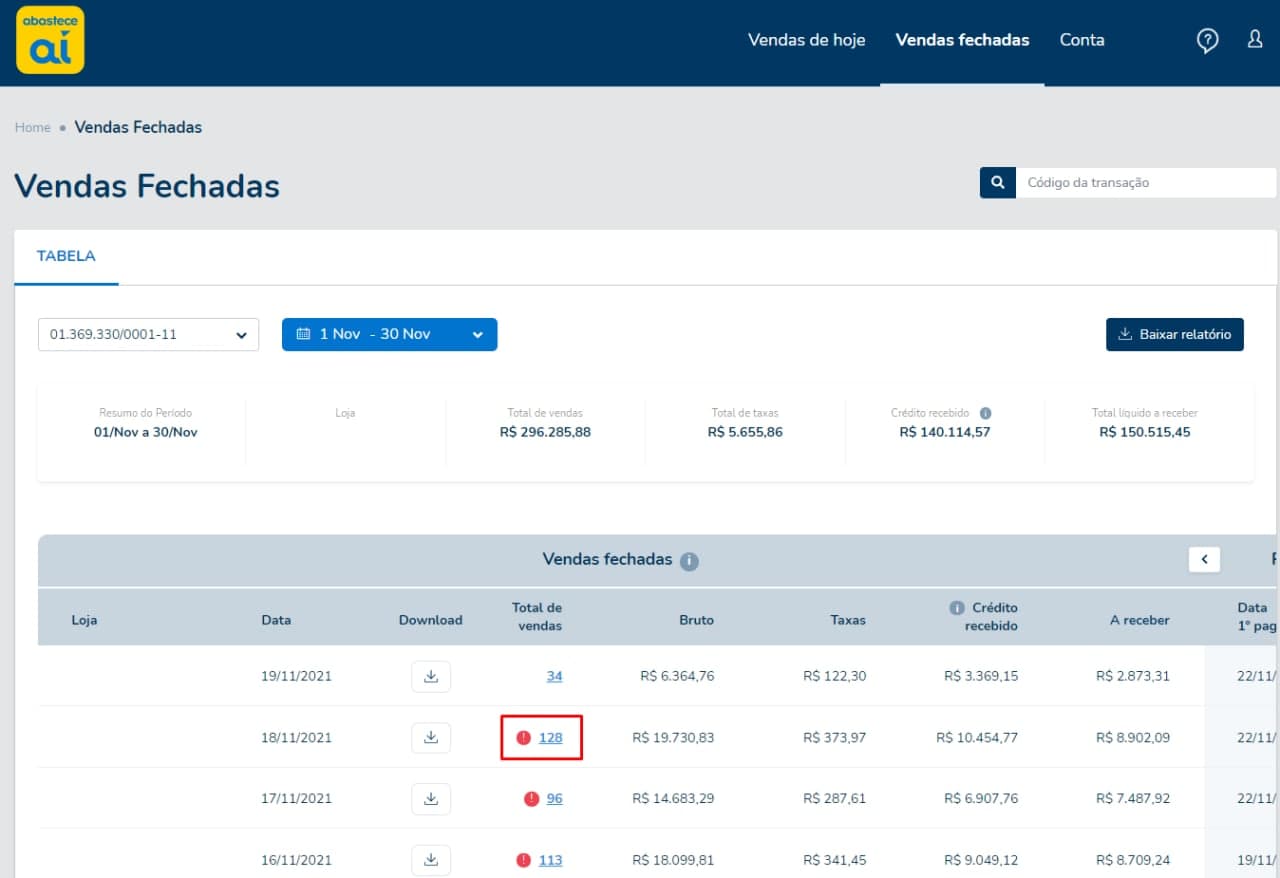 abastece
aí
Vendas de hoje
Vendas fechadas
Conta
Home • Vendas Fechadas
Vendas Fechadas
Código da transação
TABELA
01.369.330/0001-11
1 Nov - 30 Nov
Baixar relatório
Resumo do Período
01/Nov a 30/Nov
Loja
Total de vendas
R$ 296.285,88
Total de taxas
R$ 5.655,86
Crédito recebido
R$ 140.114,57
Total líquido a receber
R$ 150.515,45
Vendas fechadas
Loja
Data
Download
Total de
vendas
Bruto
Taxas
Crédito
recebido
A receber
Data
1º pag
19/11/2021 34 R$ 6.364,76 R$ 122,30 R$ 3.369,15 R$ 2.873,31 22/11/
18/11/2021 128 R$ 19.730,83 R$ 373,97 R$ 10.454,77 R$ 8.902,09 22/11/
17/11/2021 96 R$ 14.683,29 R$ 287,61 R$ 6.907,76 R$ 7.487,92 22/11/
16/11/2021 113 R$ 18.099,81 R$ 341,45 R$ 9.049,12 R$ 8.709,24 19/11/